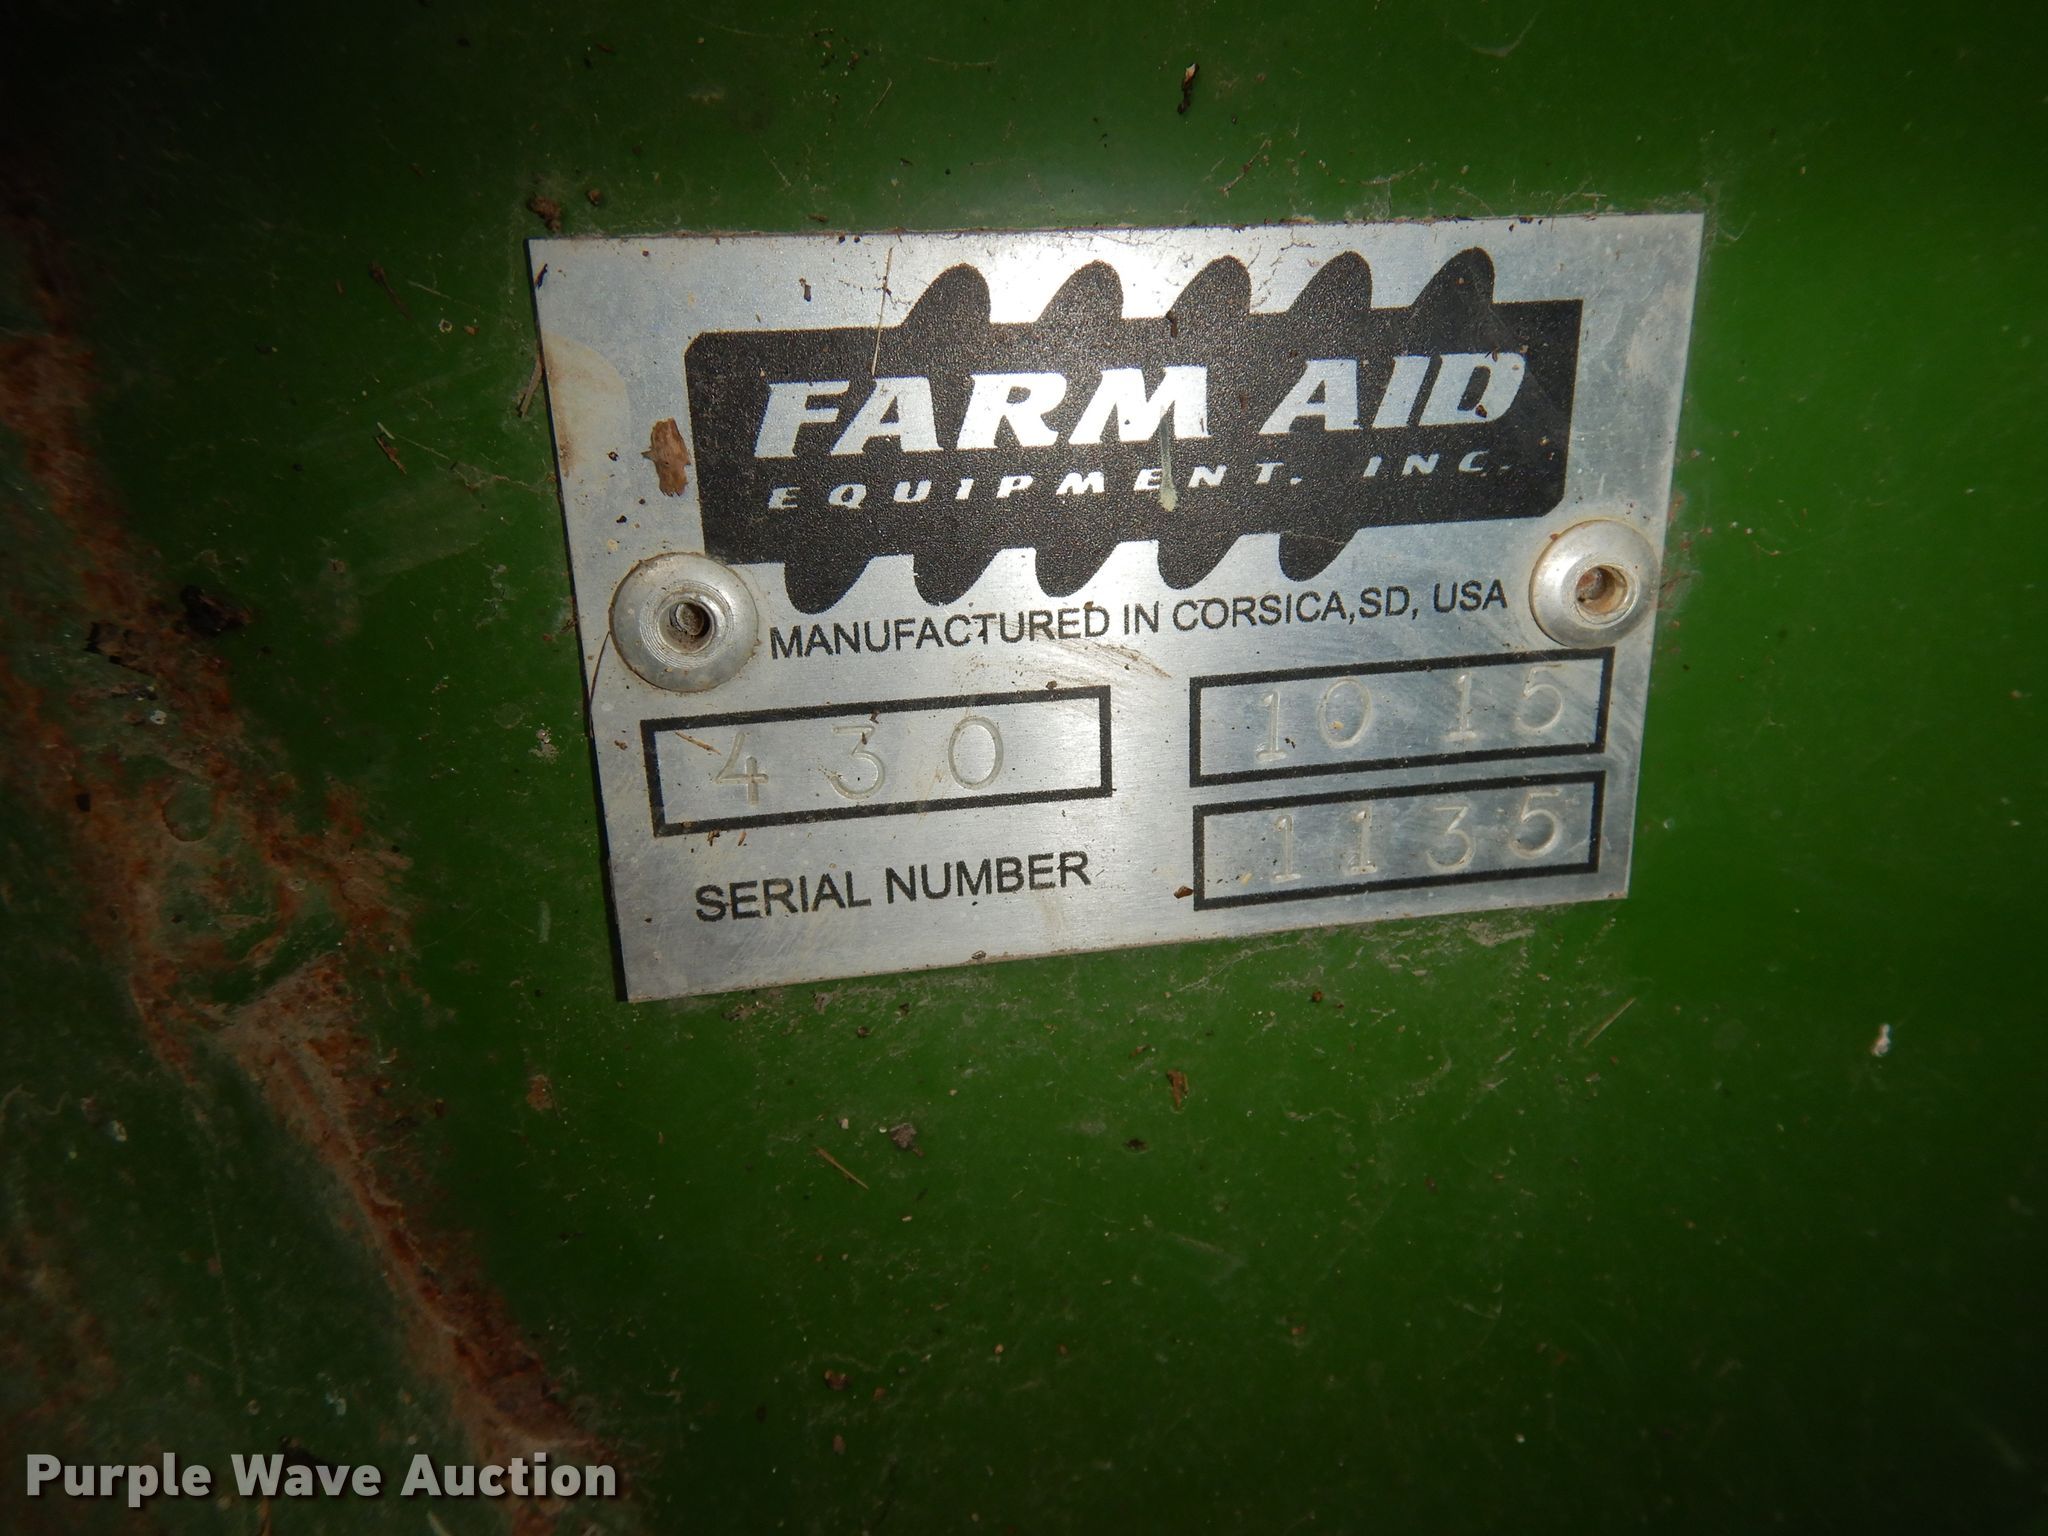 FARM AID
EQUIPMENT, INC.
MANUFACTURED IN CORSICA,SD, USA
430
10 15
SERIAL NUMBER
1135
Purple Wave Auction